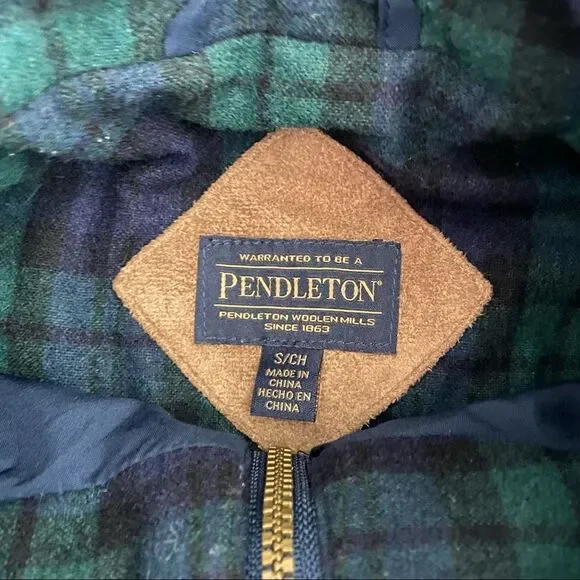 WARRANTED TO BE A
PENDLETON®
PENDLETON WOOLEN MILLS
SINCE 1863
S/CH
MADE IN
CHINA
HECHO EN
CHINA